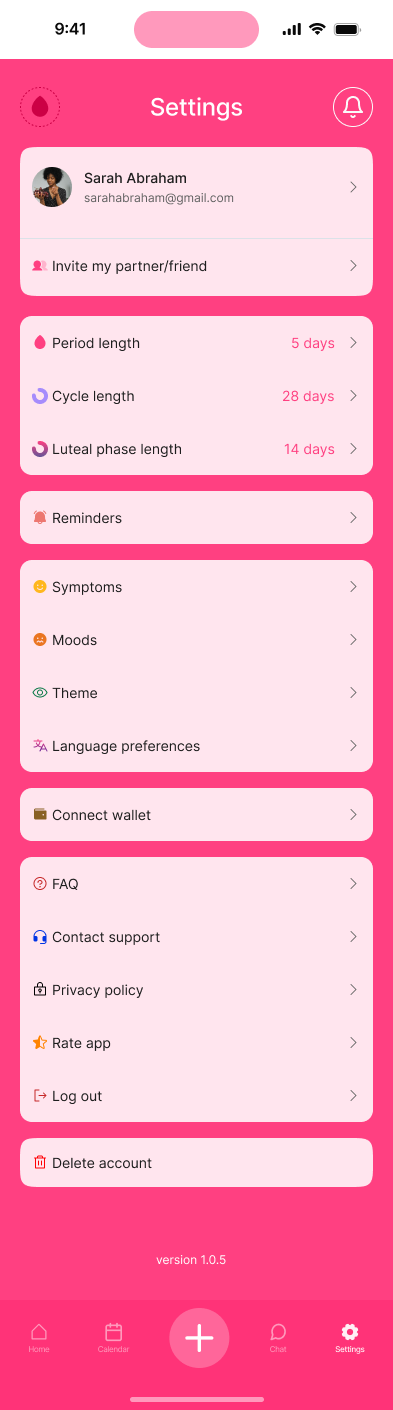 9:41
Settings
Sarah Abraham
sarahabraham@gmail.com
Invite my partner/friend
Period length 5 days
Cycle length 28 days
Luteal phase length 14 days
Reminders
Symptoms
Moods
Theme
Language preferences
Connect wallet
FAQ
Contact support
Privacy policy
Rate app
Log out
Delete account
version 1.0.5
Home Calendar Chat Settings